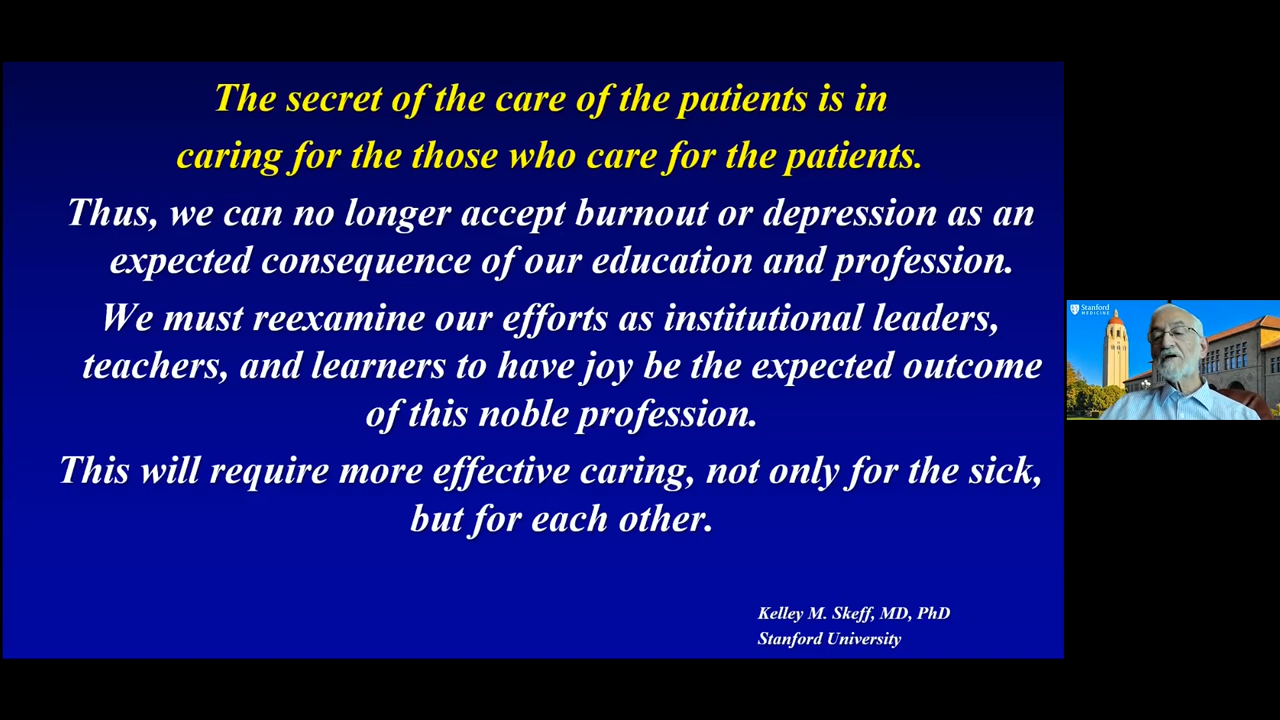 The secret of the care of the patients is in
caring for the those who care for the patients.
Thus, we can no longer accept burnout or depression as an
expected consequence of our education and profession.
We must reexamine our efforts as institutional leaders,
teachers, and learners to have joy be the expected outcome
of this noble profession.
This will require more effective caring, not only for the sick,
but for each other.
Kelley M. Skeff, MD, PhD
Stanford University
Stanford
MEDICINE